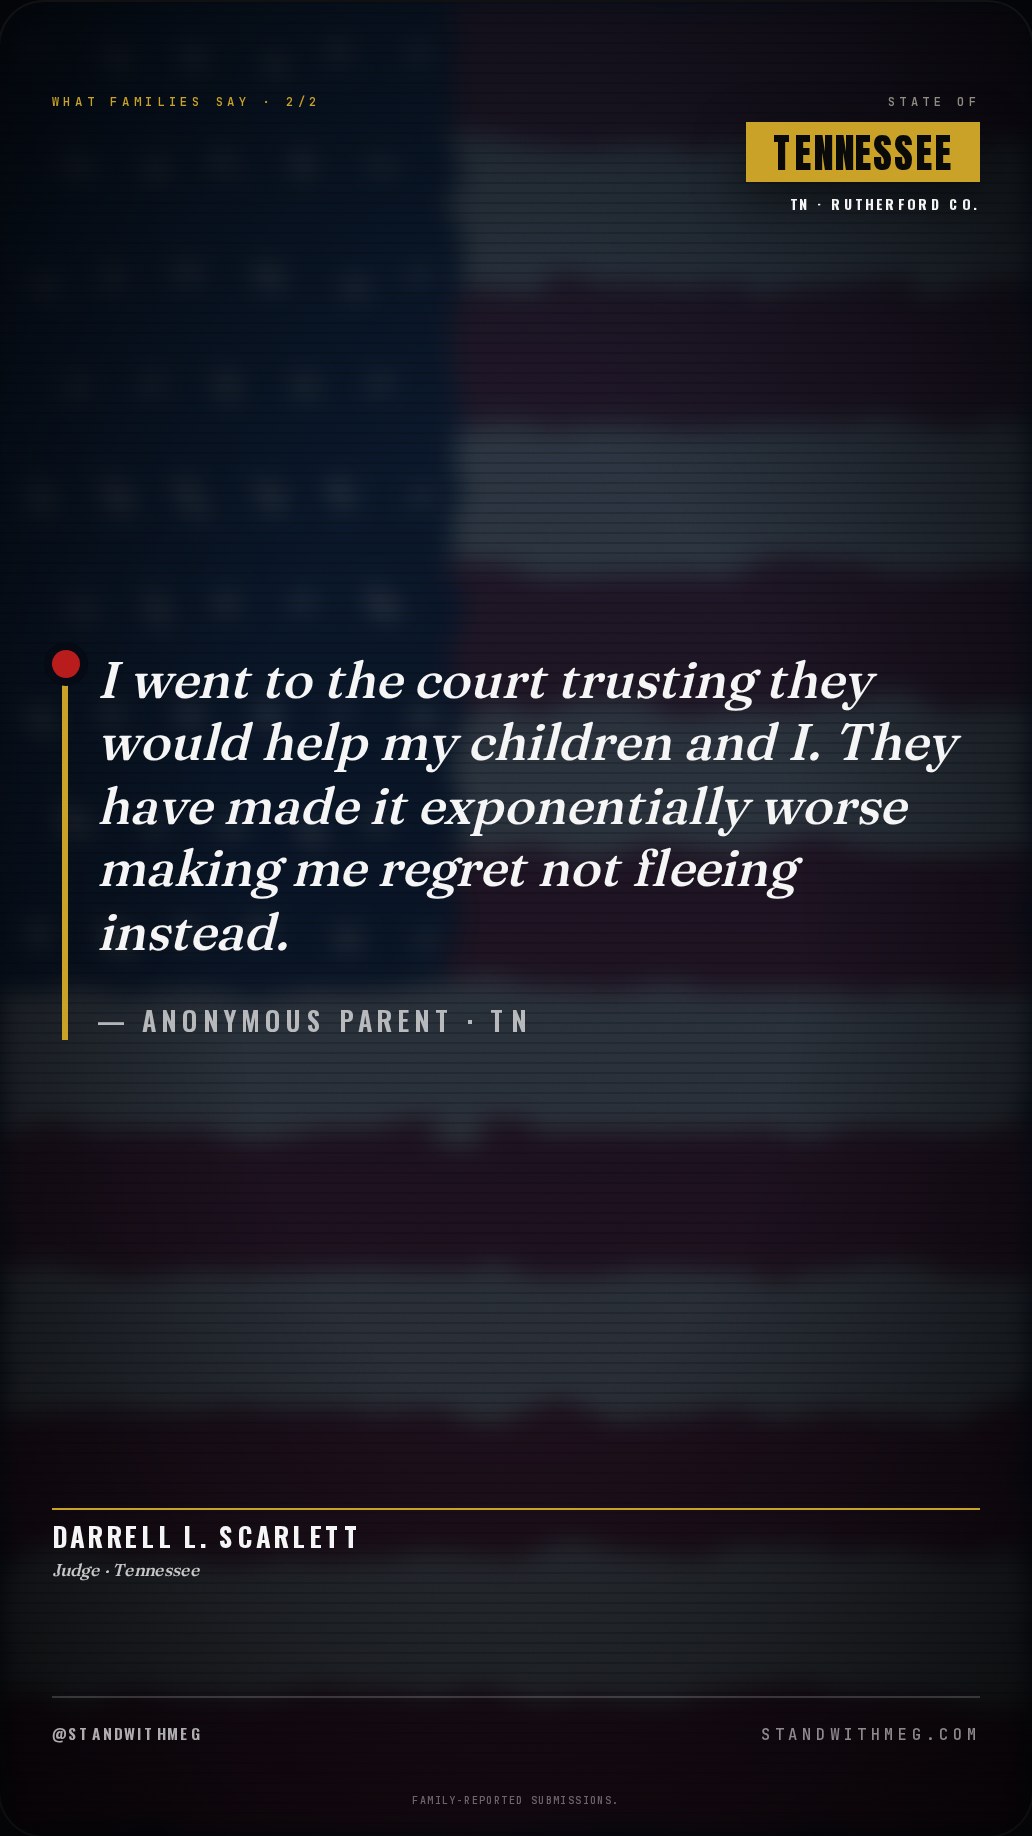 WHAT FAMILIES SAY · 2/2
STATE OF
TENNESSEE
TN · RUTHERFORD CO.
I went to the court trusting they
would help my children and I. They
have made it exponentially worse
making me regret not fleeing
instead.
— ANONYMOUS PARENT · TN
DARRELL L. SCARLETT
Judge · Tennessee
@STANDWITHMEG
STANDWITHMEG.COM
FAMILY-REPORTED SUBMISSIONS.